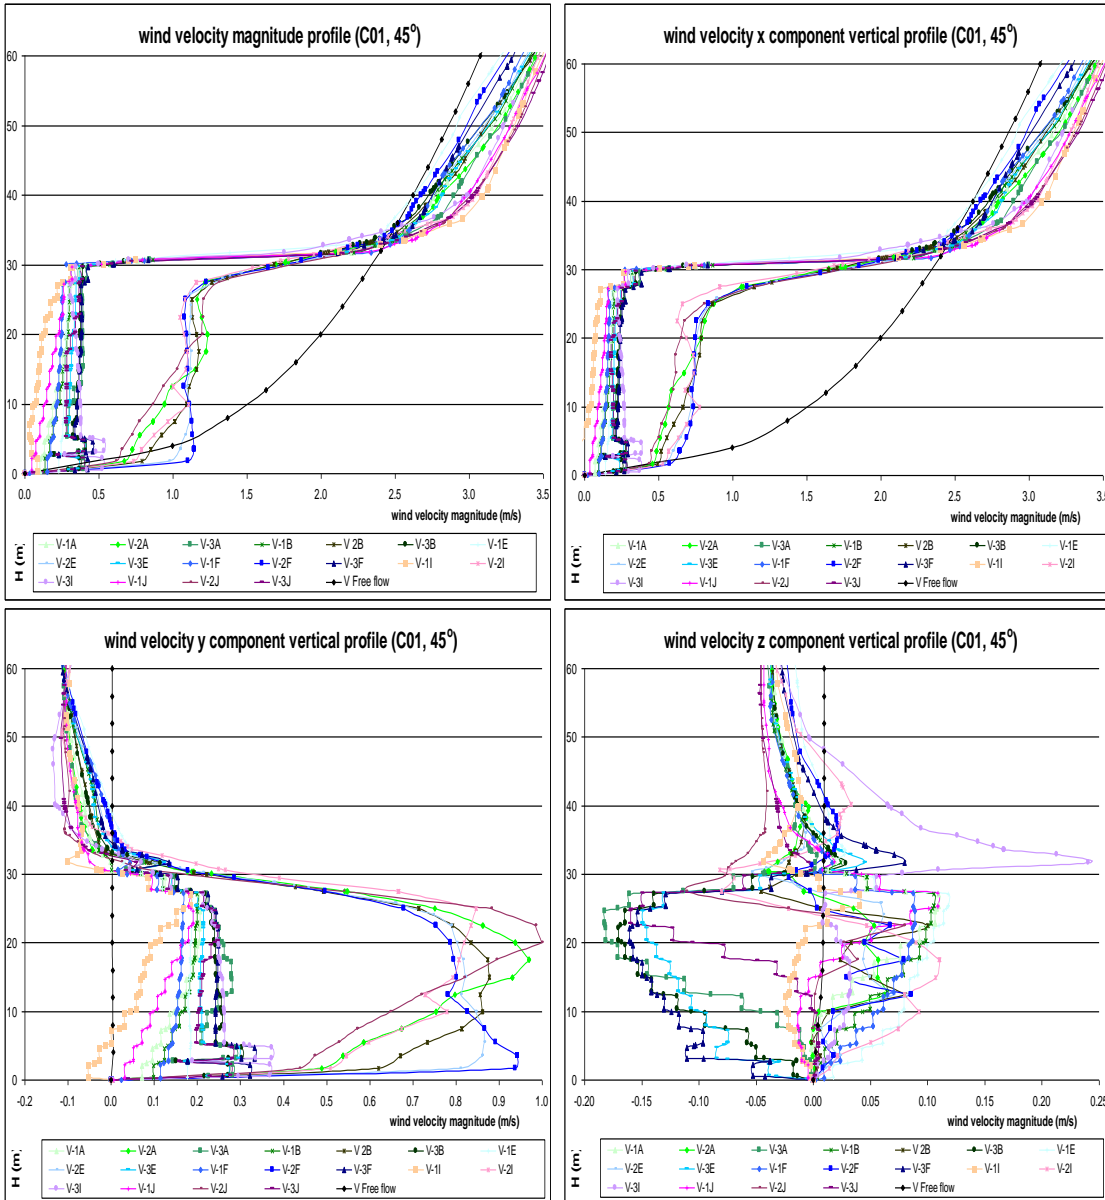 wind velocity magnitude profile (C01, 45°)
60
50
40
30
20
10
0
0.0 0.5 1.0 1.5 2.0 2.5 3.0 3.5
wind velocity magnitude (m/s)
H (m)
V-1A V-2A V-3A V-1B V 2B V-3B V-1E
V-2E V-3E V-1F V-2F V-3F V-1I V-2I
V-3I V-1J V-2J V-3J V Free flow
wind velocity x component vertical profile (C01, 45°)
60
50
40
30
20
10
0
0.0 0.5 1.0 1.5 2.0 2.5 3.0 3.5
wind velocity magnitude (m/s)
H (m)
V-1A V-2A V-3A V-1B V 2B V-3B V-1E
V-2E V-3E V-1F V-2F V-3F V-1I V-2I
V-3I V-1J V-2J V-3J V Free flow
wind velocity y component vertical profile (C01, 45°)
60
50
40
30
20
10
0
-0.2 -0.1 0.0 0.1 0.2 0.3 0.4 0.5 0.6 0.7 0.8 0.9 1.0
wind velocity magnitude (m/s)
H (m)
V-1A V-2A V-3A V-1B V 2B V-3B V-1E
V-2E V-3E V-1F V-2F V-3F V-1I V-2I
V-3I V-1J V-2J V-3J V Free flow
wind velocity z component vertical profile (C01, 45°)
60
50
40
30
20
10
0
-0.20 -0.15 -0.10 -0.05 0.00 0.05 0.10 0.15 0.20 0.25
wind velocity magnitude (m/s)
H (m)
V-1A V-2A V-3A V-1B V 2B V-3B V-1E
V-2E V-3E V-1F V-2F V-3F V-1I V-2I
V-3I V-1J V-2J V-3J V Free flow